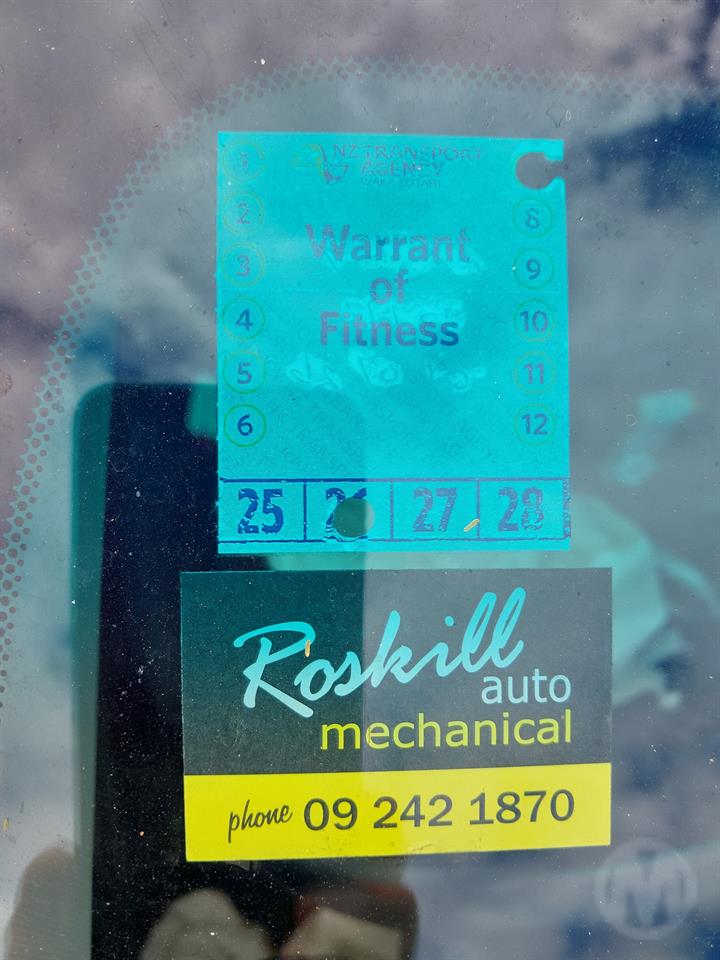 NZ TRANSPORT
AGENCY
WAKA KOTAHI
1
2
3
4
5
6
8
9
10
11
12
Warrant
of
Fitness
25 26 27 28
Roskill
auto
mechanical
phone 09 242 1870
M